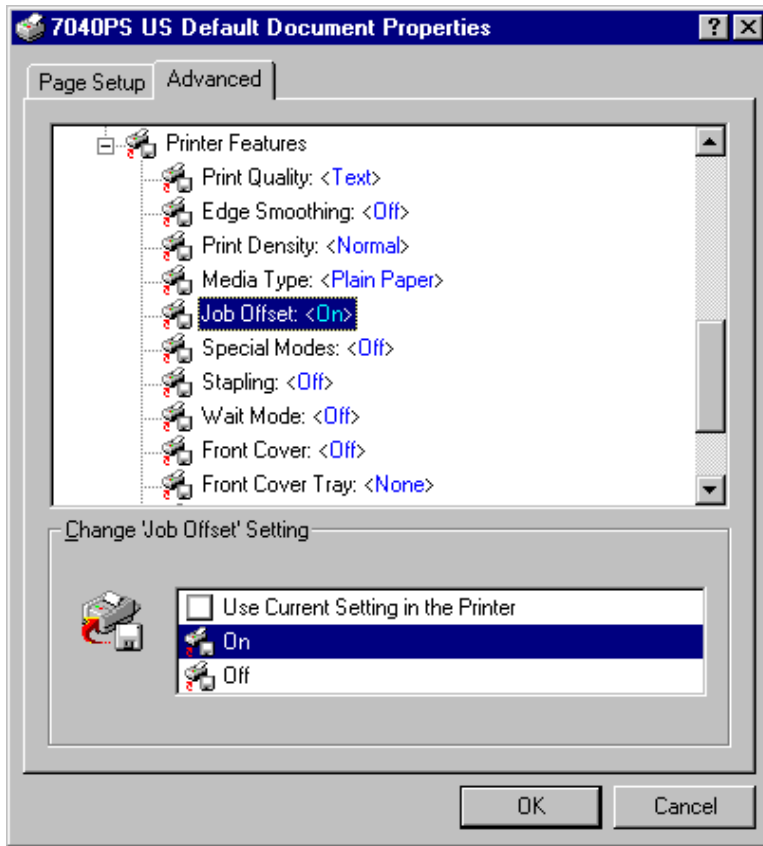 7040PS US Default Document Properties
Page Setup
Advanced
Printer Features
Print Quality: <Text>
Edge Smoothing: <Off>
Print Density: <Normal>
Media Type: <Plain Paper>
Job Offset: <On>
Special Modes: <Off>
Stapling: <Off>
Wait Mode: <Off>
Front Cover: <Off>
Front Cover Tray: <None>
Change 'Job Offset' Setting
Use Current Setting in the Printer
On
Off
OK
Cancel